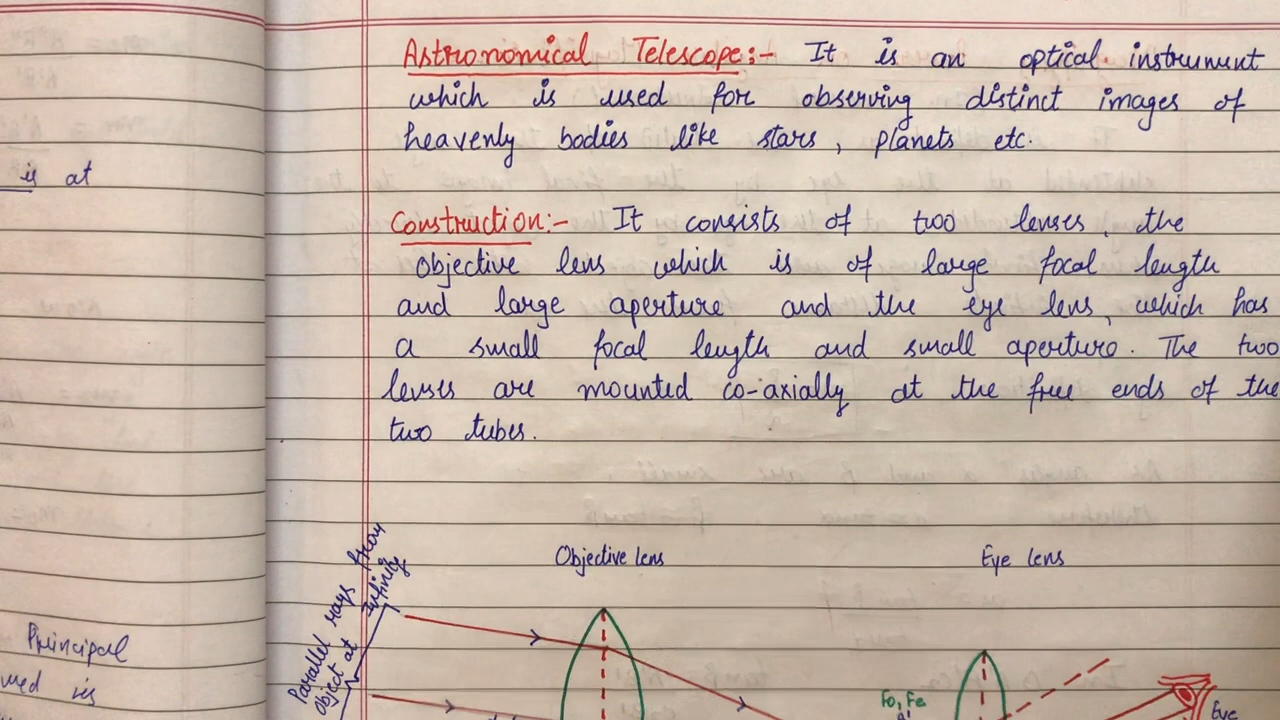 Astronomical Telescope:- It is an optical instrument
which is used for observing distinct images of
heavenly bodies like stars, planets etc.
is at
Construction:- It consists of two lenses, the
objective lens which is of large focal length
and large aperture and the eye lens, which has
a small focal length and small aperture. The two
lenses are mounted co-axially at the free ends of the
two tubes.
Objective lens
Eye lens
Parallel rays from
object at infinity
Principal
is
Fo, Fe
A'
Eye